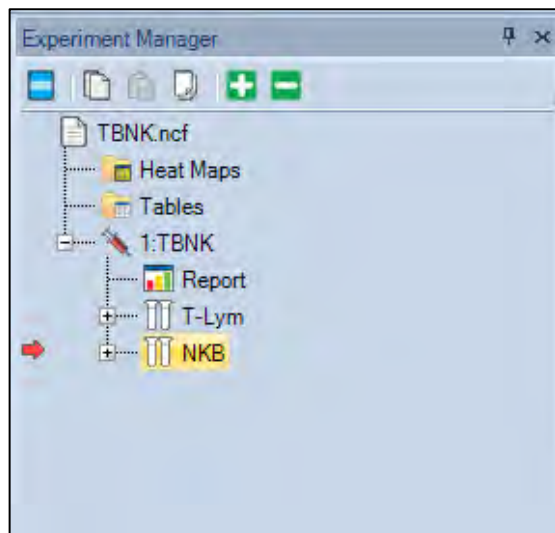 Experiment Manager
TBNK.ncf
Heat Maps
Tables
1:TBNK
Report
T-Lym
NKB